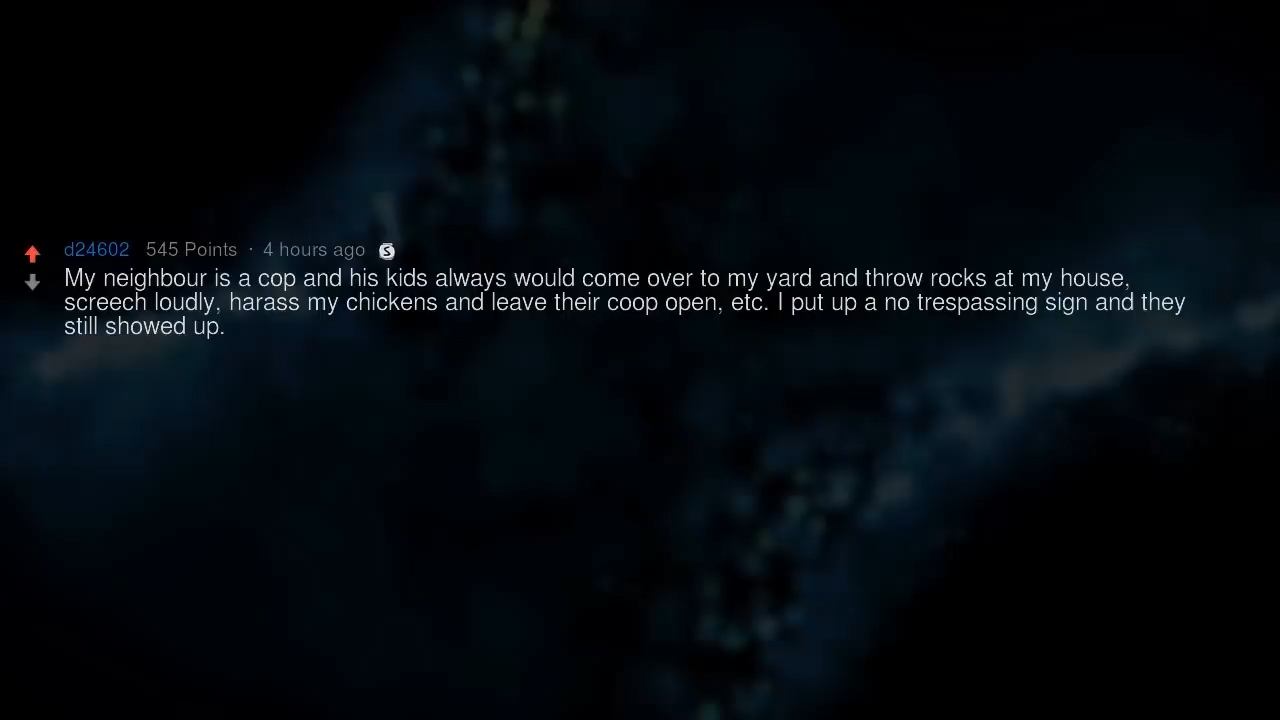 d24602 545 Points · 4 hours ago S
My neighbour is a cop and his kids always would come over to my yard and throw rocks at my house,
screech loudly, harass my chickens and leave their coop open, etc. I put up a no trespassing sign and they
still showed up.